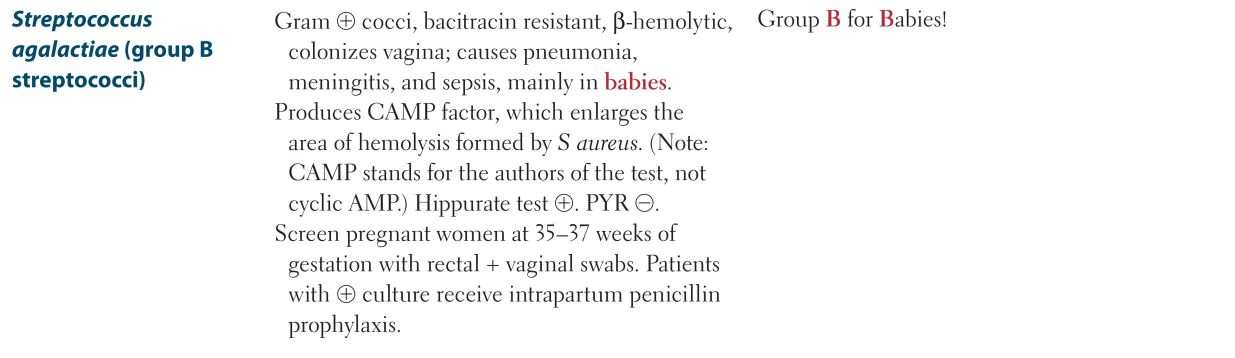 Streptococcus
agalactiae (group B
streptococci)
Gram ⊕ cocci, bacitracin resistant, β-hemolytic,
colonizes vagina; causes pneumonia,
meningitis, and sepsis, mainly in babies.
Produces CAMP factor, which enlarges the
area of hemolysis formed by S aureus. (Note:
CAMP stands for the authors of the test, not
cyclic AMP.) Hippurate test ⊕. PYR ⊖.
Screen pregnant women at 35–37 weeks of
gestation with rectal + vaginal swabs. Patients
with ⊕ culture receive intrapartum penicillin
prophylaxis.
Group B for Babies!